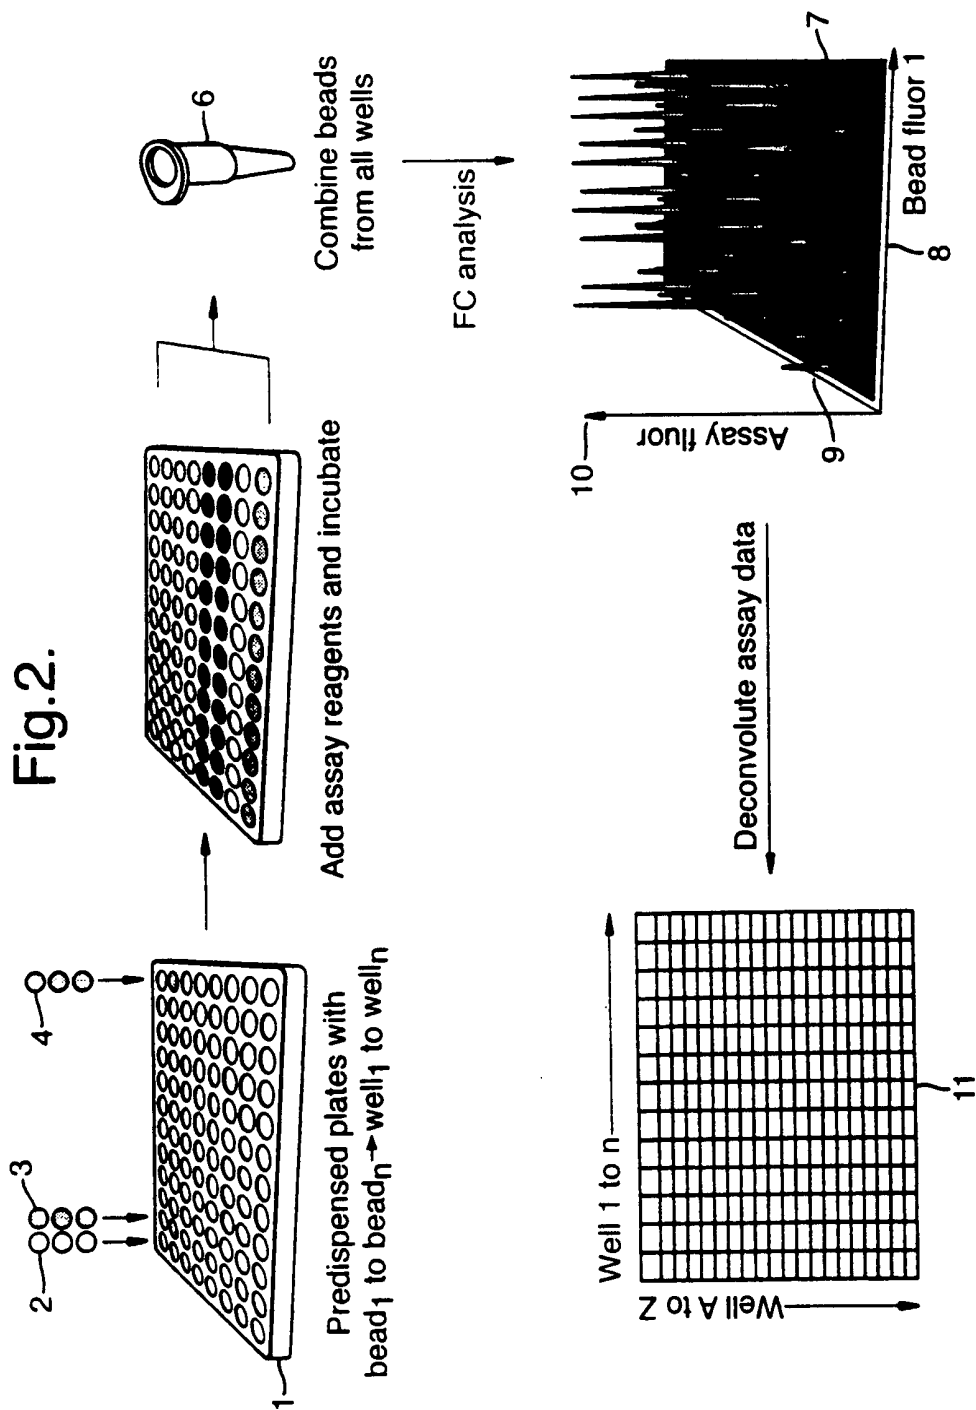 Fig.2.
2
3
4
1
Predispensed plates with
bead1 to beadn→well1 to welln
Add assay reagents and incubate
6
Combine beads
from all wells
FC analysis
10
Assay fluor
9
8
Bead fluor 1
7
Deconvolute assay data
Well 1 to n
Well A to Z
11